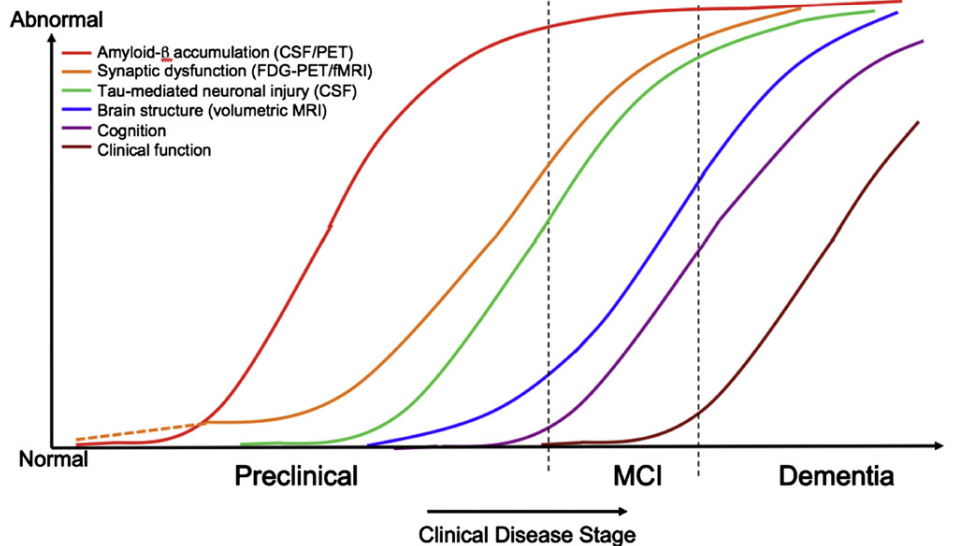 Abnormal
Amyloid-β accumulation (CSF/PET)
Synaptic dysfunction (FDG-PET/fMRI)
Tau-mediated neuronal injury (CSF)
Brain structure (volumetric MRI)
Cognition
Clinical function
Normal
Preclinical MCI Dementia
Clinical Disease Stage